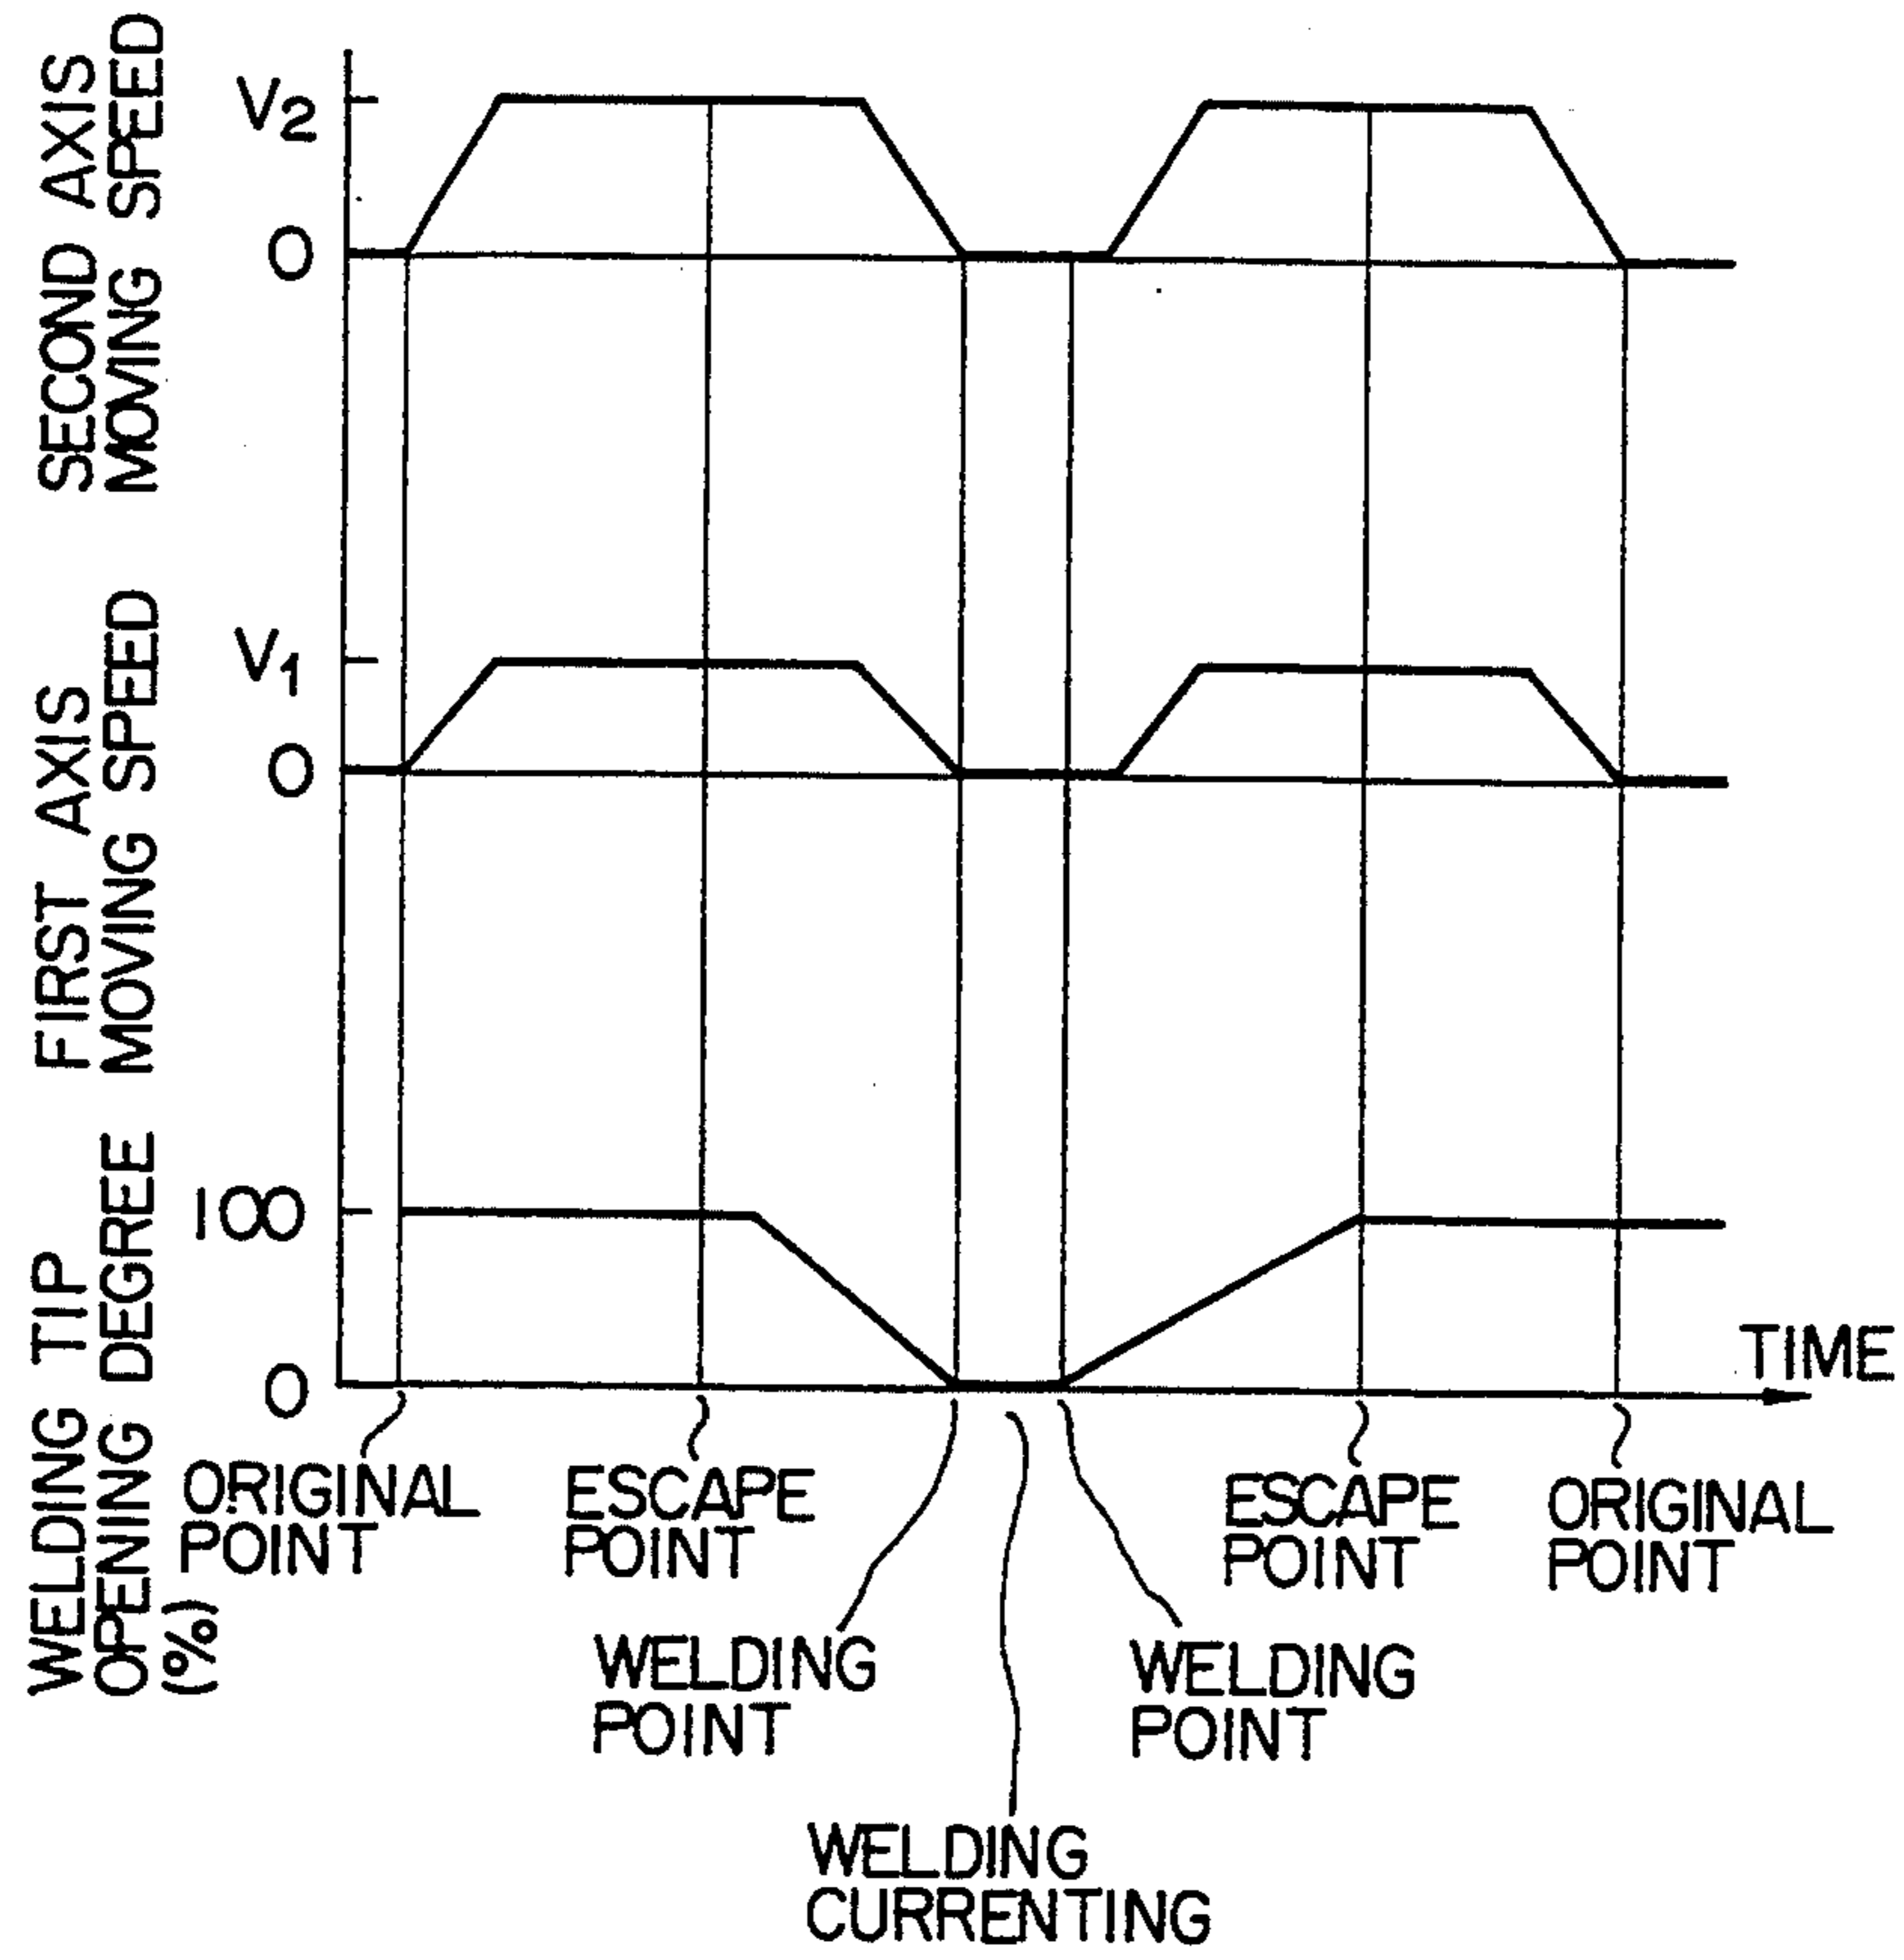 SECOND AXIS
MOVING SPEED
V2
0
FIRST AXIS
MOVING SPEED
V1
0
WELDING TIP
OPENING DEGREE
(%)
100
0
TIME
ORIGINAL
POINT
ESCAPE
POINT
WELDING
POINT
WELDING
CURRENTING
WELDING
POINT
ESCAPE
POINT
ORIGINAL
POINT